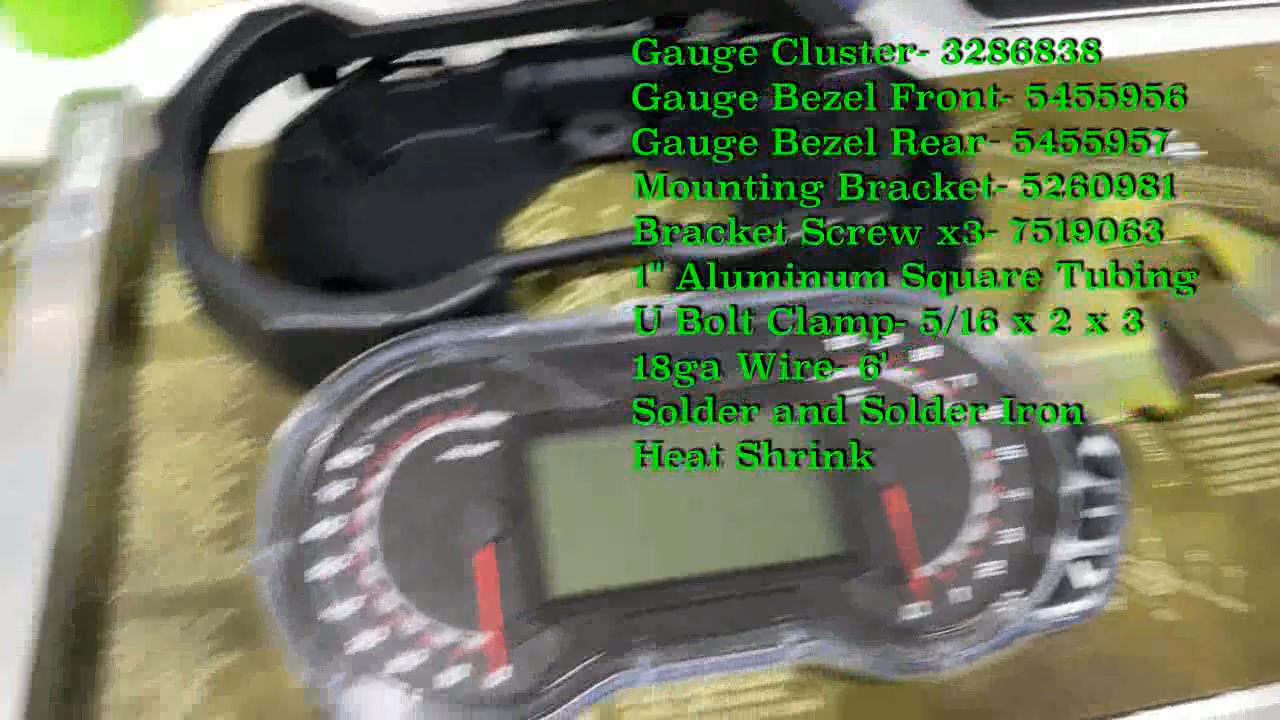 Gauge Cluster- 3286838
Gauge Bezel Front- 5455956
Gauge Bezel Rear- 5455957
Mounting Bracket- 5260981
Bracket Screw x3- 7519063
1" Aluminum Square Tubing
U Bolt Clamp- 5/16 x 2 x 3
18ga Wire- 6'
Solder and Solder Iron
Heat Shrink